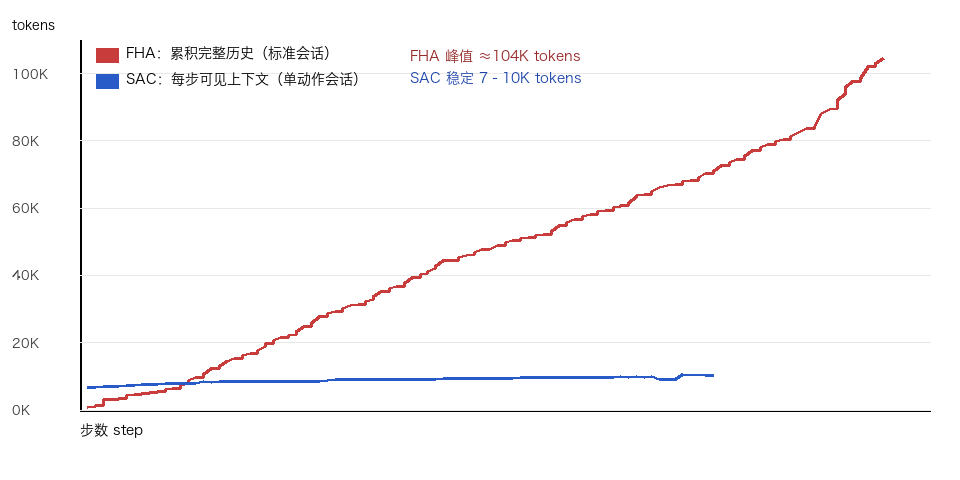 tokens
FHA：累积完整历史（标准会话）
SAC：每步可见上下文（单动作会话）
FHA 峰值 ≈104K tokens
SAC 稳定 7 - 10K tokens
100K
80K
60K
40K
20K
0K
步数 step